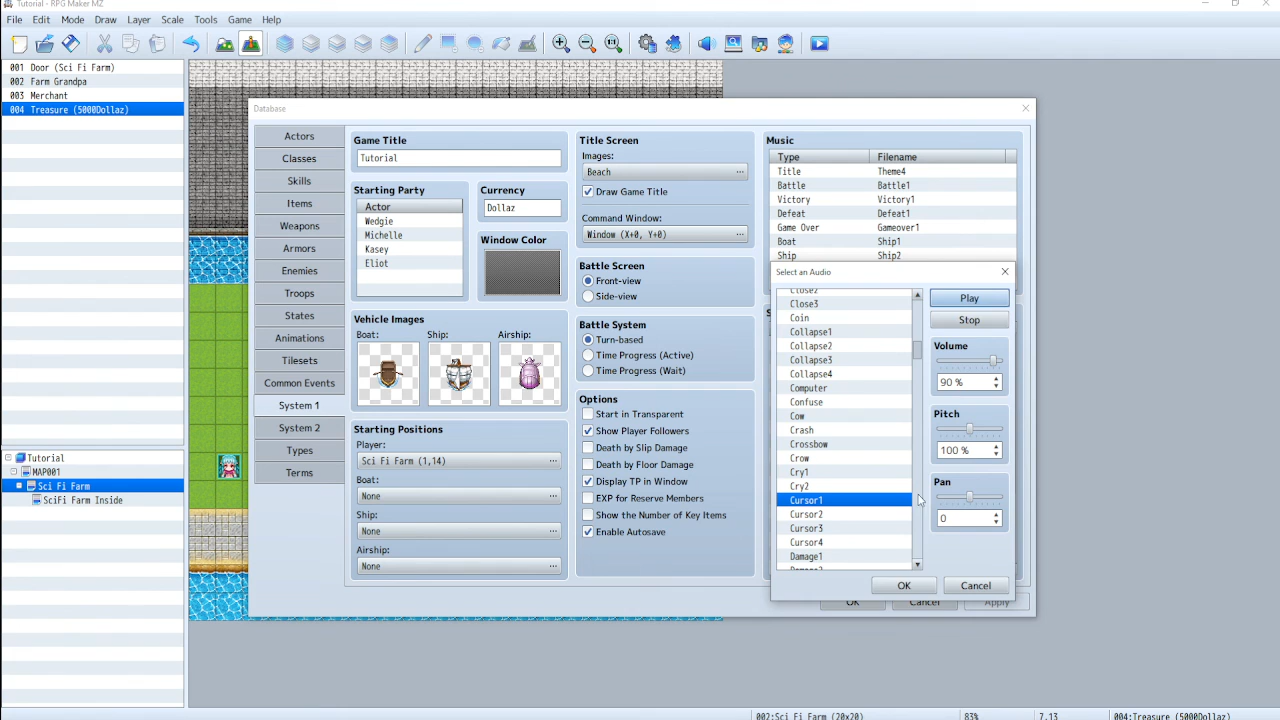 Tutorial - RPG Maker MZ
File Edit Mode Draw Layer Scale Tools Game Help
001 Door (Sci Fi Farm)
002 Farm Grandpa
003 Merchant
004 Treasure (5000Dollaz)
Tutorial
MAP001
Sci Fi Farm
SciFi Farm Inside
Database
Actors
Classes
Skills
Items
Weapons
Armors
Enemies
Troops
States
Animations
Tilesets
Common Events
System 1
System 2
Types
Terms
Game Title
Tutorial
Starting Party
Actor
Wedgie
Michelle
Kasey
Eliot
Currency
Dollaz
Window Color
Vehicle Images
Boat: Ship: Airship:
Starting Positions
Player:
Sci Fi Farm (1,14) ...
Boat:
None ...
Ship:
None ...
Airship:
None ...
Title Screen
Images:
Beach ...
Draw Game Title
Command Window:
Window (X+0, Y+0) ...
Battle Screen
Front-view
Side-view
Battle System
Turn-based
Time Progress (Active)
Time Progress (Wait)
Options
Start in Transparent
Show Player Followers
Death by Slip Damage
Death by Floor Damage
Display TP in Window
EXP for Reserve Members
Show the Number of Key Items
Enable Autosave
Music
Type Filename
Title Theme4
Battle Battle1
Victory Victory1
Defeat Defeat1
Game Over Gameover1
Boat Ship1
Ship Ship2
Select an Audio
Close2
Close3
Coin
Collapse1
Collapse2
Collapse3
Collapse4
Computer
Confuse
Cow
Crash
Crossbow
Crow
Cry1
Cry2
Cursor1
Cursor2
Cursor3
Cursor4
Damage1
Damage2
Play
Stop
Volume
90 %
Pitch
100 %
Pan
0
OK Cancel
OK Cancel Apply
002:Sci Fi Farm (20x20) 83% 7,13 004:Treasure (5000Dollaz)